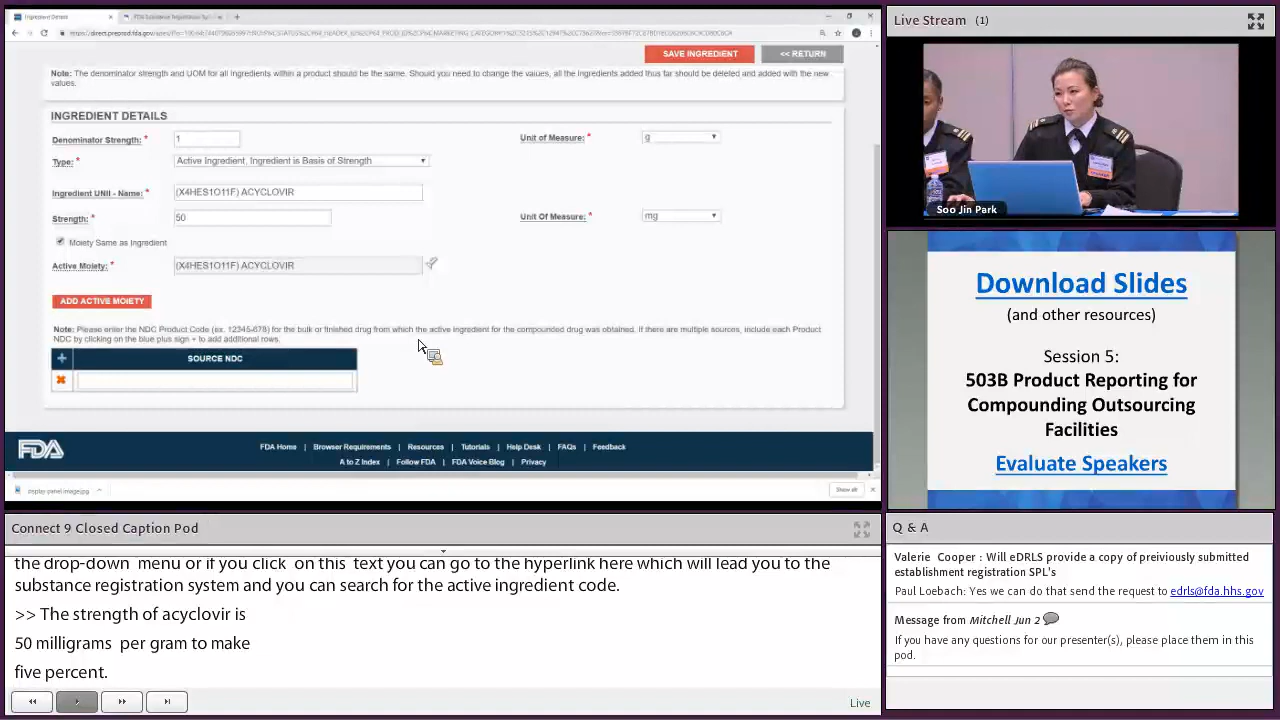 Ingredient Details
FDA Substance Registration Sy
SAVE INGREDIENT
<< RETURN
Note: The denominator strength and UOM for all ingredients within a product should be the same. Should you need to change the values, all the ingredients added thus far should be deleted and added with the new
values.
INGREDIENT DETAILS
Denominator Strength: * 1
Unit of Measure: * g
Type: * Active Ingredient, Ingredient is Basis of Strength
Ingredient UNII - Name: * (X4HES1O11F) ACYCLOVIR
Strength: * 50
Unit Of Measure: * mg
Moiety Same as Ingredient
Active Moiety: * (X4HES1O11F) ACYCLOVIR
ADD ACTIVE MOIETY
Note: Please enter the NDC Product Code (ex. 12345-678) for the bulk or finished drug from which the active ingredient for the compounded drug was obtained. If there are multiple sources, include each Product
NDC by clicking on the blue plus sign + to add additional rows.
SOURCE NDC
FDA
FDA Home | Browser Requirements | Resources | Tutorials | Help Desk | FAQs | Feedback
A to Z Index | Follow FDA | FDA Voice Blog | Privacy
display panel image.jpg
Show all
Connect 9 Closed Caption Pod
the drop-down menu or if you click on this text you can go to the hyperlink here which will lead you to the
substance registration system and you can search for the active ingredient code.
>> The strength of acyclovir is
50 milligrams per gram to make
five percent.
Live
Live Stream (1)
Soo Jin Park
Download Slides
(and other resources)
Session 5:
503B Product Reporting for
Compounding Outsourcing
Facilities
Evaluate Speakers
Q & A
Valerie Cooper : Will eDRLS provide a copy of preiviously submitted
establishment registration SPL's
Paul Loebach: Yes we can do that send the request to edrls@fda.hhs.gov
Message from Mitchell Jun 2
If you have any questions for our presenter(s), please place them in this
pod.